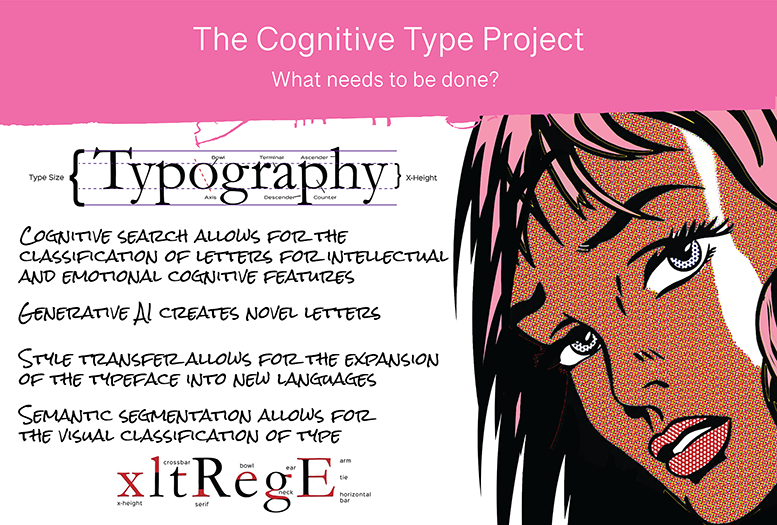 The Cognitive Type Project
What needs to be done?
Bowl Terminal Ascender
Type Size { Typography } X-Height
Axis Descender Counter
COGNITIVE SEARCH ALLOWS FOR THE
CLASSIFICATION OF LETTERS FOR INTELLECTUAL
AND EMOTIONAL COGNITIVE FEATURES
GENERATIVE AI CREATES NOVEL LETTERS
STYLE TRANSFER ALLOWS FOR THE EXPANSION
OF THE TYPEFACE INTO NEW LANGUAGES
SEMANTIC SEGMENTATION ALLOWS FOR
THE VISUAL CLASSIFICATION OF TYPE
crossbar bowl ear arm
xltRegE
tie
neck
horizontal
bar
x-height serif